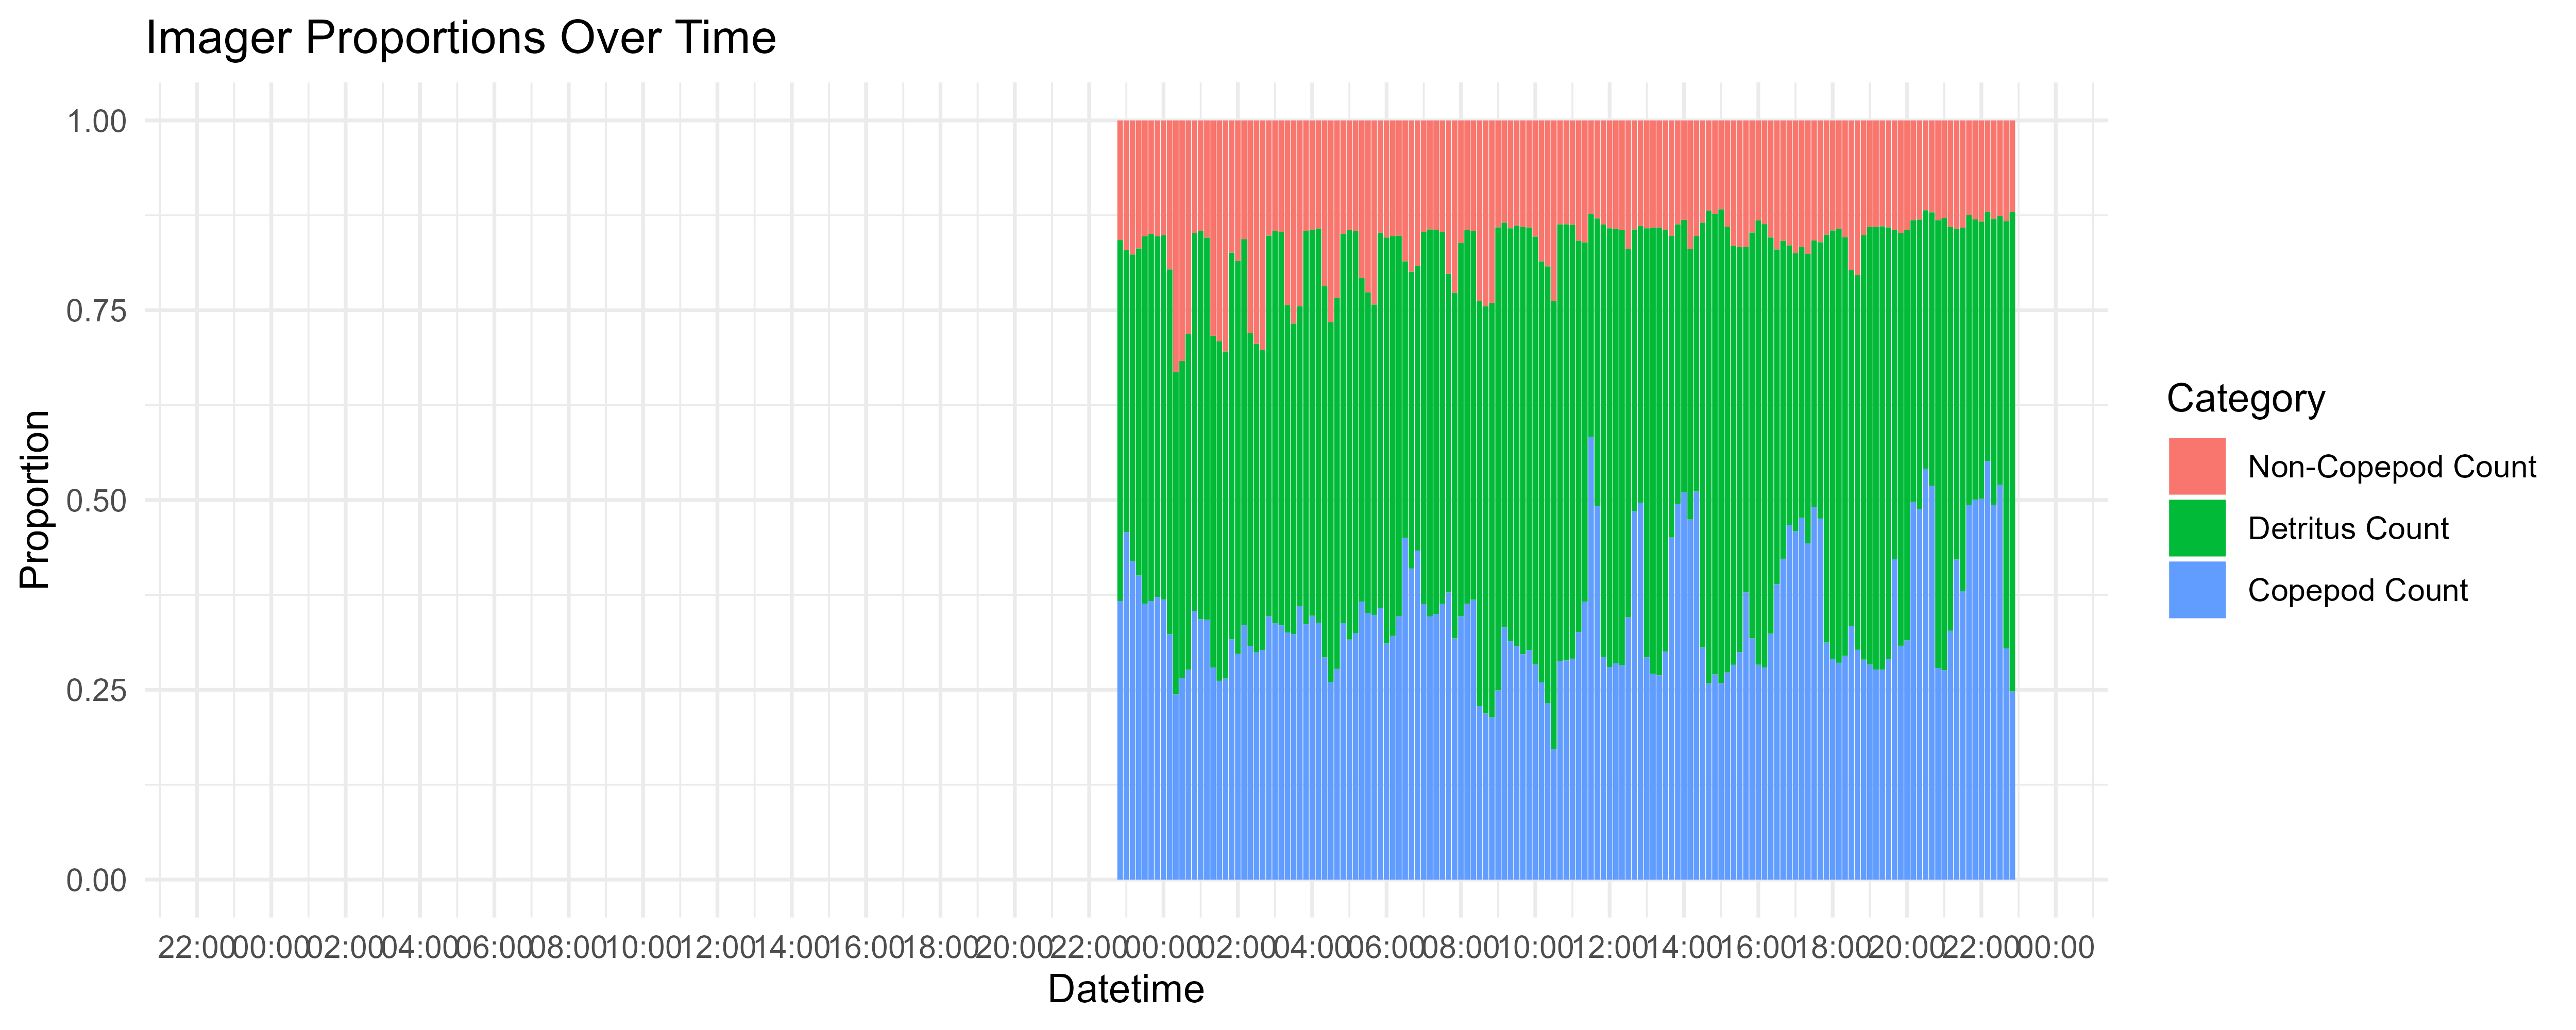 Imager Proportions Over Time
1.00
0.75
0.50
0.25
0.00
Proportion
22:00 00:00 02:00 04:00 06:00 08:00 10:00 12:00 14:00 16:00 18:00 20:00 22:00 00:00 02:00 04:00 06:00 08:00 10:00 12:00 14:00 16:00 18:00 20:00 22:00 00:00
Datetime
Category
Non-Copepod Count
Detritus Count
Copepod Count